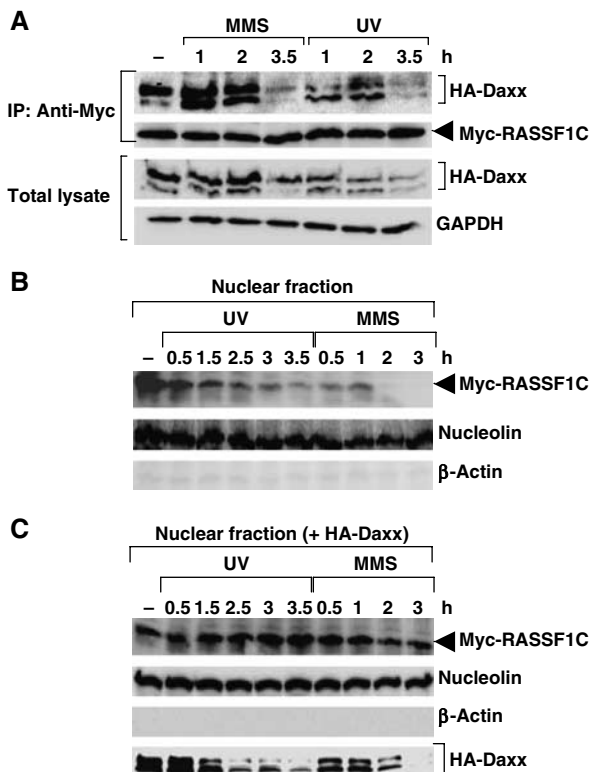 A
MMS UV
– 1 2 3.5 1 2 3.5 h
IP: Anti-Myc
HA-Daxx
Myc-RASSF1C
Total lysate
HA-Daxx
GAPDH
B
Nuclear fraction
UV MMS
– 0.5 1.5 2.5 3 3.5 0.5 1 2 3 h
Myc-RASSF1C
Nucleolin
β-Actin
C
Nuclear fraction (+ HA-Daxx)
UV MMS
– 0.5 1.5 2.5 3 3.5 0.5 1 2 3 h
Myc-RASSF1C
Nucleolin
β-Actin
HA-Daxx